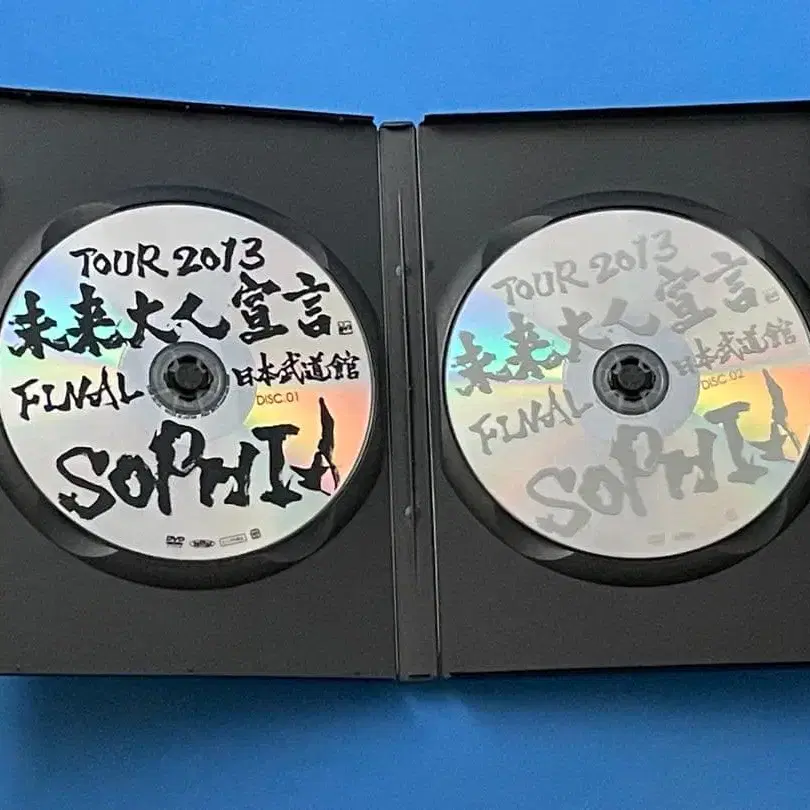 TOUR 2013
未来大人宣言
FINAL 日本武道館
DISC.01
SOPHIA
DVD
TOUR 2013
未来大人宣言
FINAL 日本武道館
DISC 02
SOPHIA